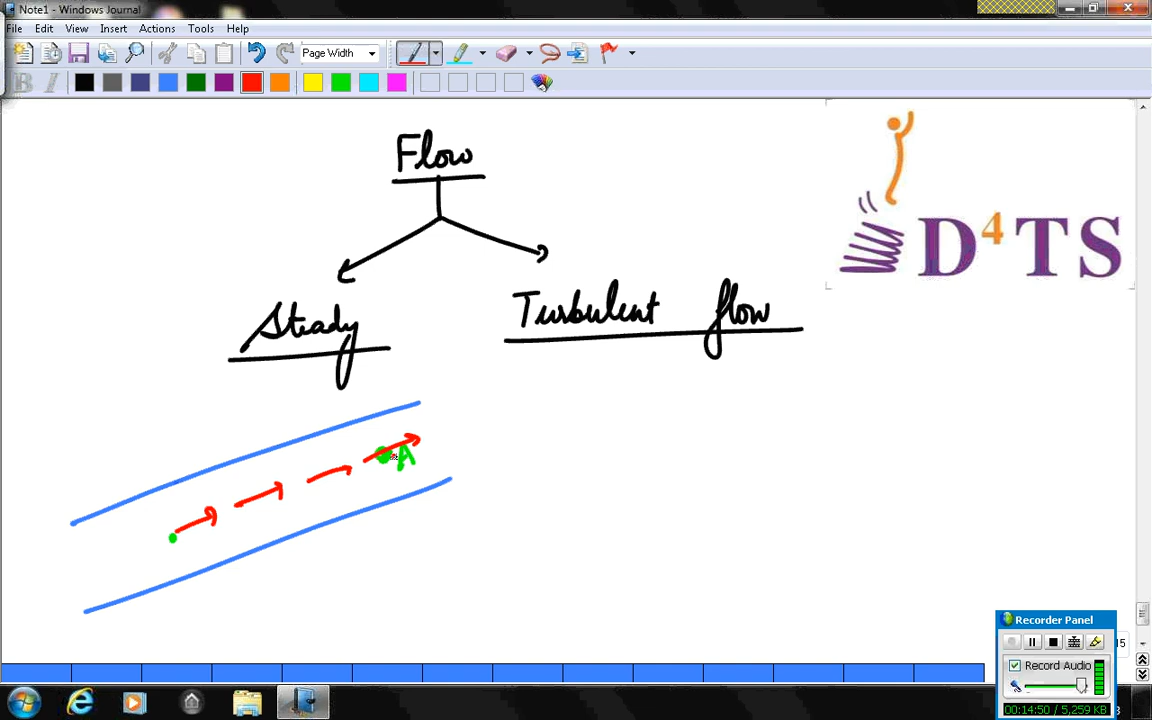 Note1 - Windows Journal
File Edit View Insert Actions Tools Help
Page Width
B I
Flow
D4TS
Steady Turbulent flow
A
Recorder Panel
Record Audio
00:14:50 / 5,259 KB